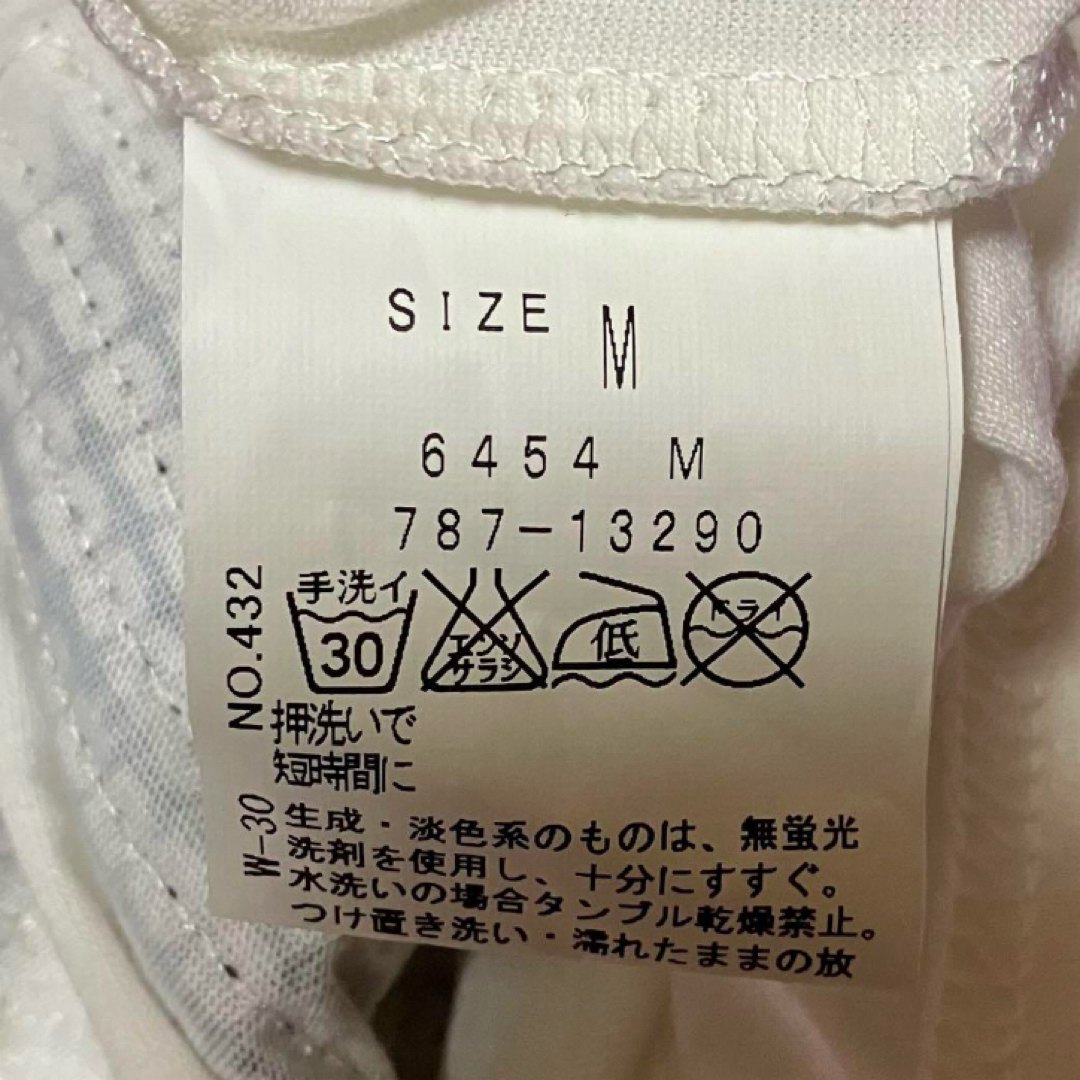 SIZE M
6454 M
787-13290
NO.432
手洗イ
30
エンソ
サラシ
低
ドライ
押洗いで
短時間に
W-30
生成・淡色系のものは、無蛍光
洗剤を使用し、十分にすすぐ。
水洗いの場合タンブル乾燥禁止。
つけ置き洗い・濡れたままの放